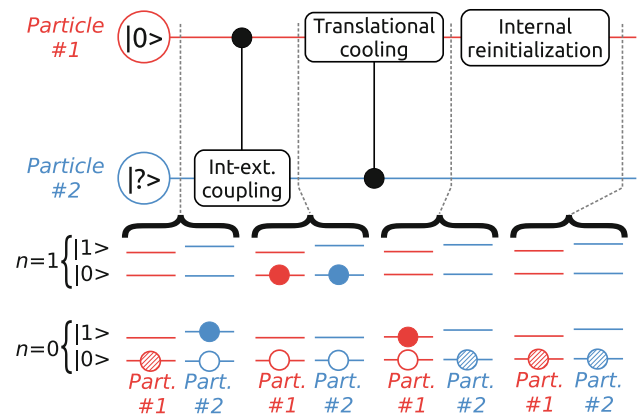 Particle
#1
|0>
Translational
cooling
Internal
reinitialization
Particle
#2
|?>
Int-ext.
coupling
n=1
|1>
|0>
n=0
|1>
|0>
Part.
#1
Part.
#2
Part.
#1
Part.
#2
Part.
#1
Part.
#2
Part.
#1
Part.
#2